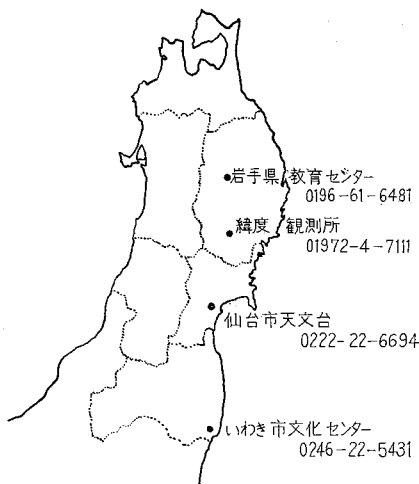 岩手県教育センター
0196-61-6481
緯度観測所
01972-4-7111
仙台市天文台
0222-22-6694
いわき市文化センター
0246-22-5431